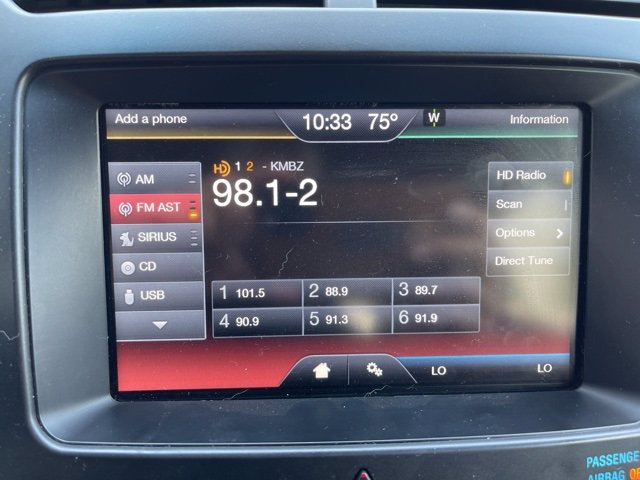 Add a phone 10:33 75° W Information
HD 1 2 - KMBZ
98.1-2
AM
FM AST
SIRIUS
CD
USB
HD Radio
Scan
Options >
Direct Tune
1 101.5 2 88.9 3 89.7
4 90.9 5 91.3 6 91.9
LO LO
PASSENGE
AIRBAG OF